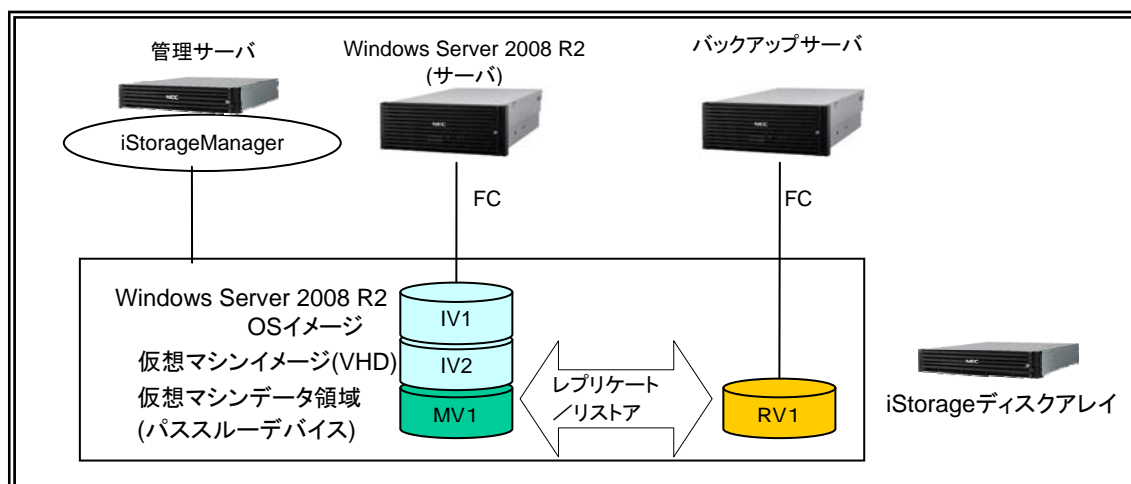 管理サーバ
Windows Server 2008 R2
(サーバ)
バックアップサーバ
iStorageManager
FC
FC
Windows Server 2008 R2
OSイメージ
IV1
仮想マシンイメージ(VHD)
IV2
仮想マシンデータ領域
(パススルーデバイス)
MV1
レプリケート
／リストア
RV1
iStorageディスクアレイ
NEC
NEC
NEC
NEC